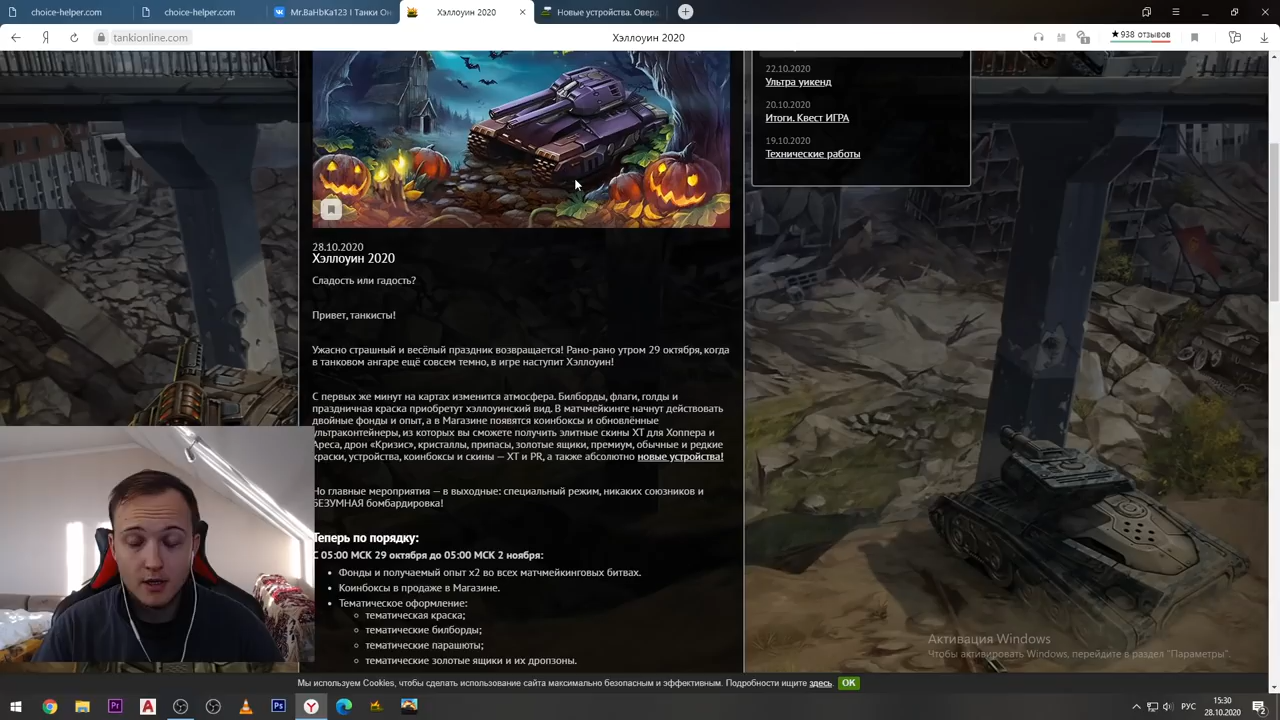 choice-helper.com
choice-helper.com
Mr.BaHbKa123 I Танки Он
Хэллоуин 2020
Новые устройства. Оверд
tankionline.com
Хэллоуин 2020
★938 отзывов
22.10.2020
Ультра уикенд
20.10.2020
Итоги. Квест ИГРА
19.10.2020
Технические работы
28.10.2020
Хэллоуин 2020
Сладость или гадость?
Привет, танкисты!
Ужасно страшный и весёлый праздник возвращается! Рано-рано утром 29 октября, когда
в танковом ангаре ещё совсем темно, в игре наступит Хэллоуин!
С первых же минут на картах изменится атмосфера. Билборды, флаги, голды и
праздничная краска приобретут хэллоуинский вид. В матчмейкинге начнут действовать
двойные фонды и опыт, а в Магазине появятся коинбоксы и обновлённые
ультраконтейнеры, из которых вы сможете получить элитные скины ХТ для Хоппера и
Ареса, дрон «Кризис», кристаллы, припасы, золотые ящики, премиум, обычные и редкие
краски, устройства, коинбоксы и скины — XT и PR, а также абсолютно новые устройства!
Но главные мероприятия — в выходные: специальный режим, никаких союзников и
БЕЗУМНАЯ бомбардировка!
Теперь по порядку:
С 05:00 МСК 29 октября до 05:00 МСК 2 ноября:
• Фонды и получаемый опыт x2 во всех матчмейкинговых битвах.
• Коинбоксы в продаже в Магазине.
• Тематическое оформление:
тематическая краска;
тематические билборды;
тематические парашюты;
тематические золотые ящики и их дропзоны.
Активация Windows
Чтобы активировать Windows, перейдите в раздел "Параметры".
Мы используем Cookies, чтобы сделать использование сайта максимально безопасным и эффективным. Подробности ищите здесь OK
РУС
15:30
28.10.2020
2